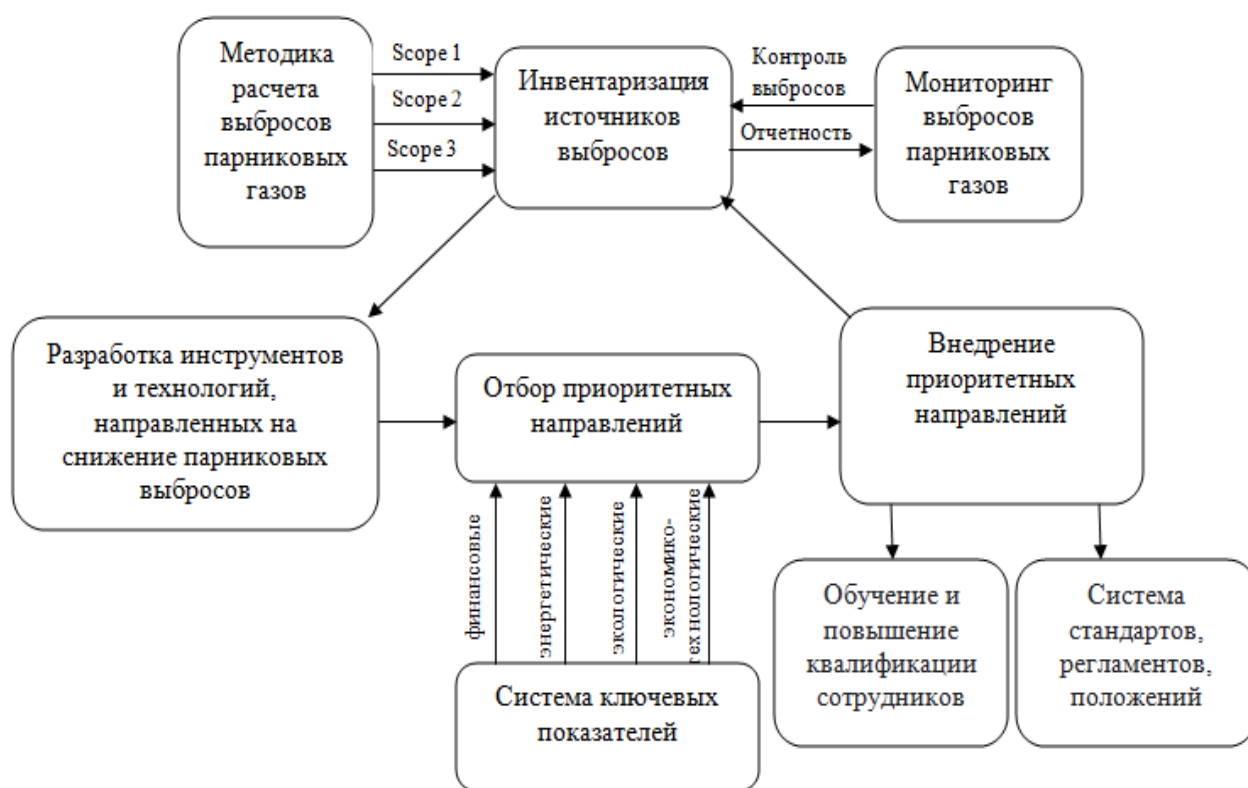 Методика
расчета
выбросов
парниковых
газов
Scope 1
Scope 2
Scope 3
Инвентаризация
источников
выбросов
Контроль
выбросов
Отчетность
Мониторинг
выбросов
парниковых
газов
Разработка инструментов
и технологий,
направленных на
снижение парниковых
выбросов
Отбор приоритетных
направлений
Внедрение
приоритетных
направлений
финансовые
энергетические
экологические
экономико-
технологические
Система ключевых
показателей
Обучение и
повышение
квалификации
сотрудников
Система
стандартов,
регламентов,
положений